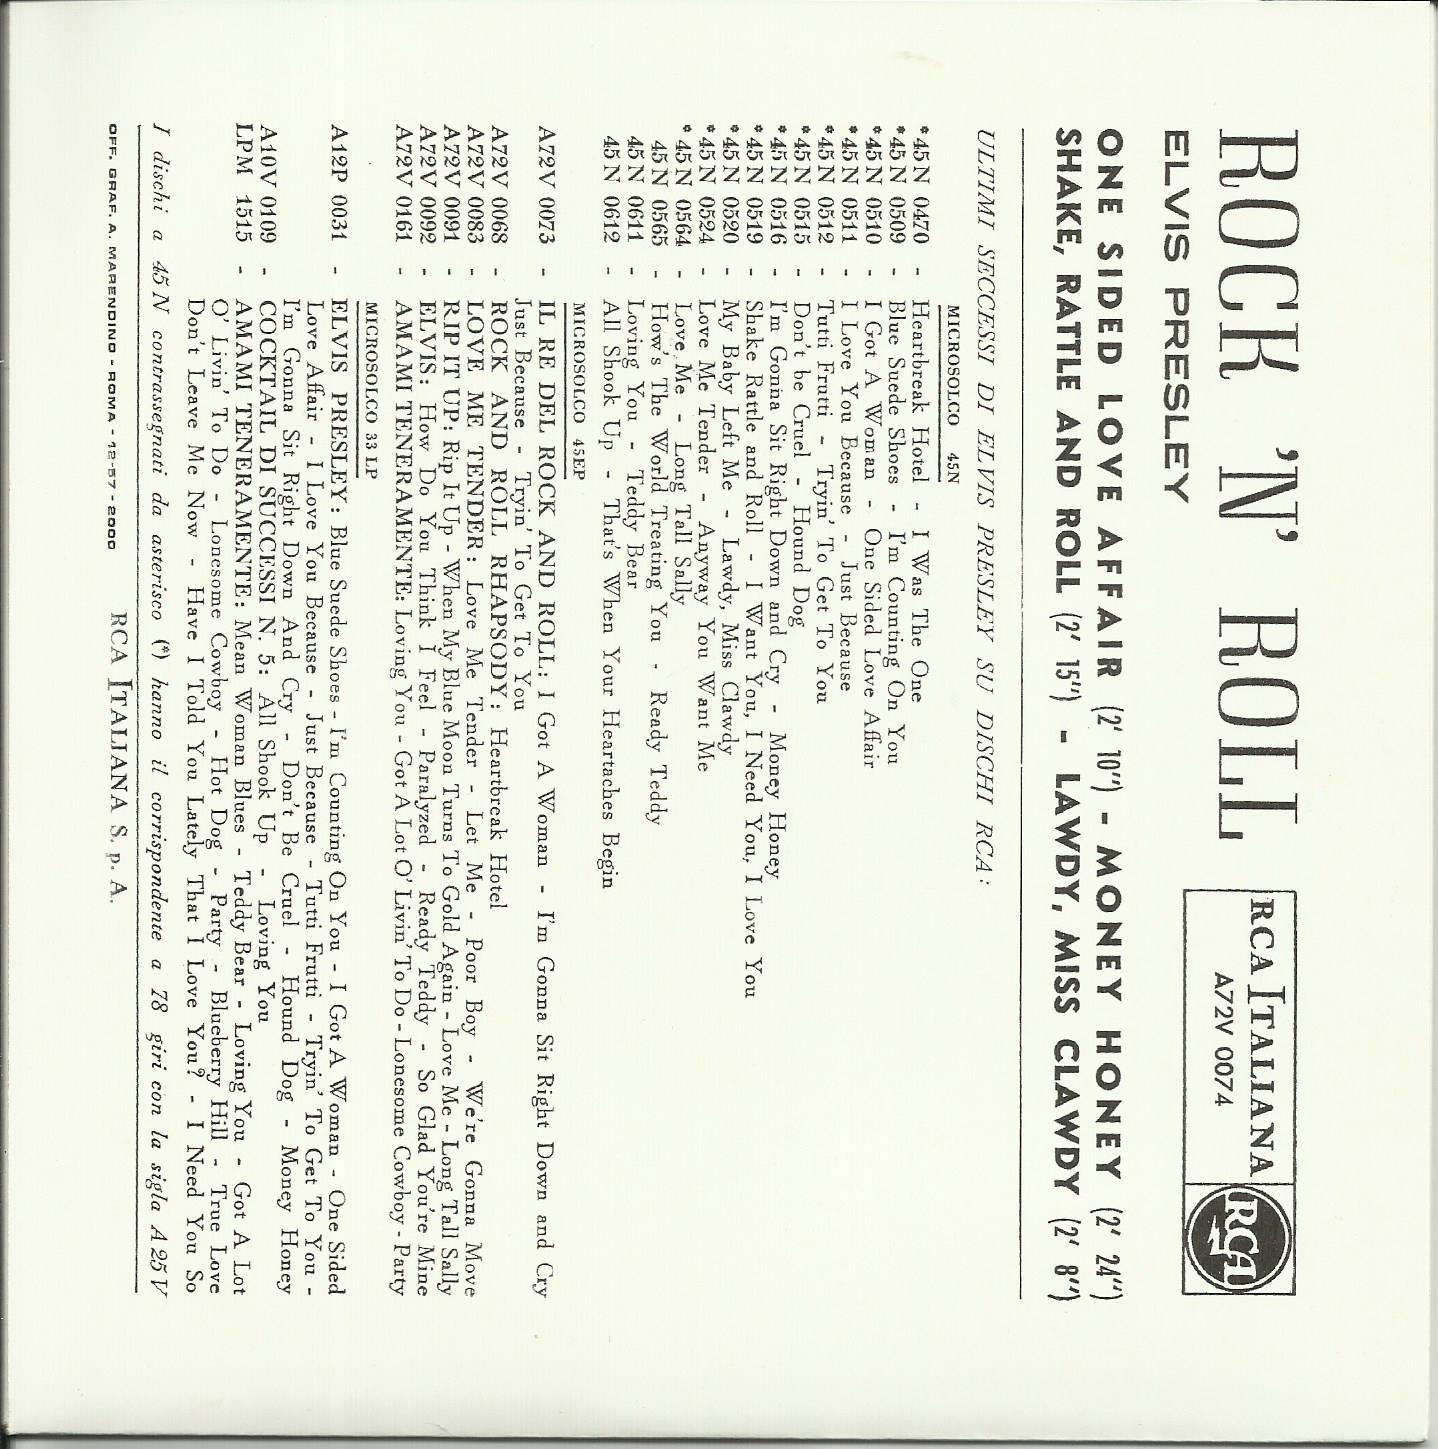 ROCK 'N' ROLL
RCA ITALIANA
A72V 0074
RCA
ELVIS PRESLEY
ONE SIDED LOVE AFFAIR (2' 10") - MONEY HONEY (2' 24")
SHAKE, RATTLE AND ROLL (2' 15") - LAWDY, MISS CLAWDY (2' 8")
ULTIMI SECCESSI DI ELVIS PRESLEY SU DISCHI RCA:
MICROSOLCO 45N
* 45 N 0470 - Heartbreak Hotel - I Was The One
* 45 N 0509 - Blue Suede Shoes - I'm Counting On You
* 45 N 0510 - I Got A Woman - One Sided Love Affair
* 45 N 0511 - I Love You Because - Just Because
* 45 N 0512 - Tutti Frutti - Tryin' To Get To You
* 45 N 0515 - Don't be Cruel - Hound Dog
* 45 N 0516 - I'm Gonna Sit Right Down and Cry - Money Honey
* 45 N 0519 - Shake Rattle and Roll - I Want You, I Need You, I Love You
* 45 N 0520 - My Baby Left Me - Lawdy, Miss Clawdy
* 45 N 0524 - Love Me Tender - Anyway You Want Me
* 45 N 0564 - Love Me - Long Tall Sally
45 N 0565 - How's The World Treating You - Ready Teddy
45 N 0611 - Loving You - Teddy Bear
45 N 0612 - All Shook Up - That's When Your Heartaches Begin
MICROSOLCO 45EP
A72V 0073 - IL RE DEL ROCK AND ROLL: I Got A Woman - I'm Gonna Sit Right Down and Cry
Just Because - Tryin' To Get To You
A72V 0068 - ROCK AND ROLL RHAPSODY: Heartbreak Hotel
A72V 0083 - LOVE ME TENDER: Love Me Tender - Let Me - Poor Boy - We're Gonna Move
A72V 0091 - RIP IT UP: Rip It Up - When My Blue Moon Turns To Gold Again - Love Me - Long Tall Sally
A72V 0092 - ELVIS: How Do You Think I Feel - Paralyzed - Ready Teddy - So Glad You're Mine
A72V 0161 - AMAMI TENERAMENTE: Loving You - Got A Lot O' Livin' To Do - Lonesome Cowboy - Party
MICROSOLCO 33 LP
A12P 0031 - ELVIS PRESLEY: Blue Suede Shoes - I'm Counting On You - I Got A Woman - One Sided
Love Affair - I Love You Because - Just Because - Tutti Frutti - Tryin' To Get To You -
I'm Gonna Sit Right Down And Cry - Don't Be Cruel - Hound Dog - Money Honey
A10V 0109 - COCKTAIL DI SUCCESSI N. 5: All Shook Up - Loving You
LPM 1515 - AMAMI TENERAMENTE: Mean Woman Blues - Teddy Bear - Loving You - Got A Lot
O' Livin' To Do - Lonesome Cowboy - Hot Dog - Party - Blueberry Hill - True Love
Don't Leave Me Now - Have I Told You Lately That I Love You? - I Need You So
I dischi a 45 N contrassegnati da asterisco (*) hanno il corrispondente a 78 giri con la sigla A 25 V
OFF. GRAF. A. MARENDINO - ROMA - 12-57 - 2000
RCA ITALIANA S. p. A.